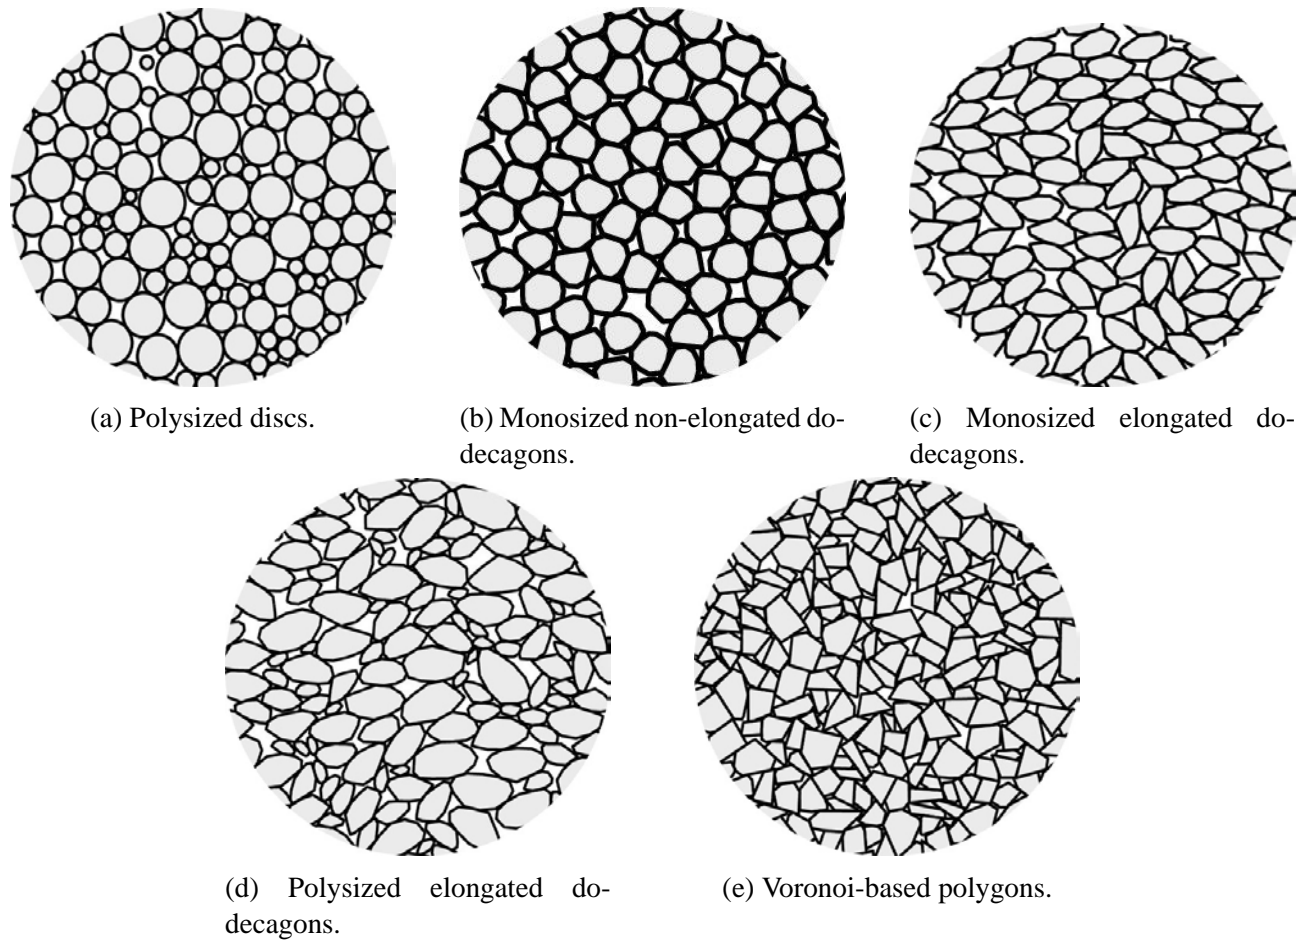 (a) Polysized discs.
(b) Monosized non-elongated do-
decagons.
(c) Monosized elongated do-
decagons.
(d) Polysized elongated do-
decagons.
(e) Voronoi-based polygons.